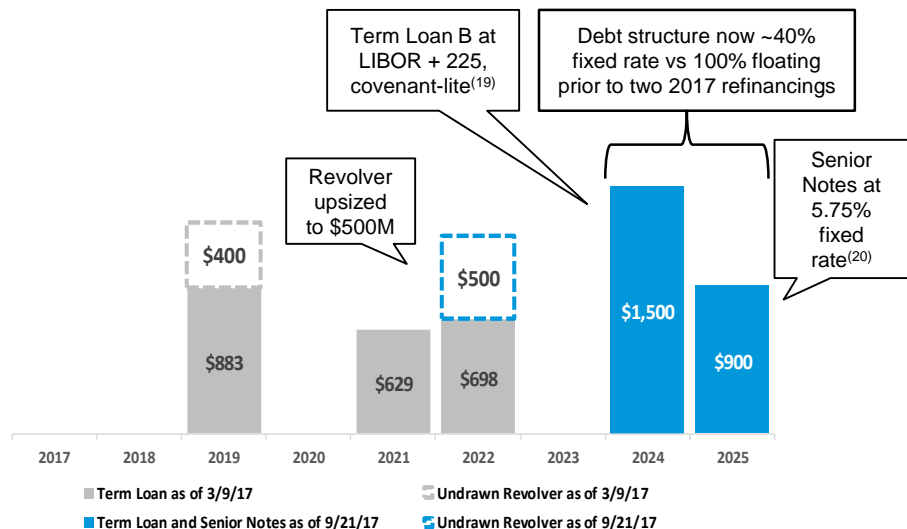 Term Loan B at
LIBOR + 225,
covenant-lite(19)
Debt structure now ~40%
fixed rate vs 100% floating
prior to two 2017 refinancings
Revolver
upsized
to $500M
Senior
Notes at
5.75%
fixed
rate(20)
$400
$883
$629
$500
$698
$1,500
$900
2017 2018 2019 2020 2021 2022 2023 2024 2025
Term Loan as of 3/9/17
Undrawn Revolver as of 3/9/17
Term Loan and Senior Notes as of 9/21/17
Undrawn Revolver as of 9/21/17